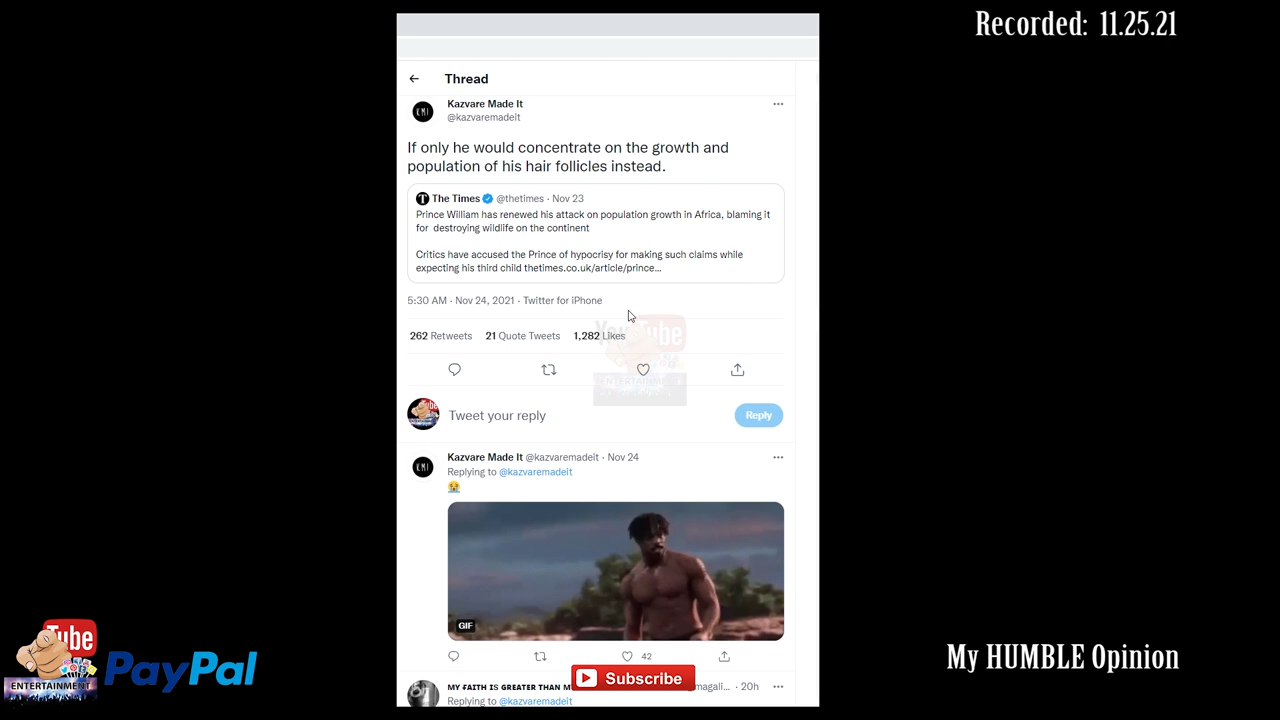 Recorded: 11.25.21
Thread
KMI
Kazvare Made It
@kazvaremadeit
If only he would concentrate on the growth and
population of his hair follicles instead.
The Times @thetimes · Nov 23
Prince William has renewed his attack on population growth in Africa, blaming it
for destroying wildlife on the continent
Critics have accused the Prince of hypocrisy for making such claims while
expecting his third child thetimes.co.uk/article/prince...
5:30 AM · Nov 24, 2021 · Twitter for iPhone
262 Retweets 21 Quote Tweets 1,282 Likes
YouTube
ENTERTAINMENT
Tweet your reply
Reply
KMI
Kazvare Made It @kazvaremadeit · Nov 24
Replying to @kazvaremadeit
GIF
42
Subscribe
MY FAITH IS GREATER THAN magali... · 20h
Replying to @kazvaremadeit
Tube
ENTERTAINMENT
PayPal
My HUMBLE Opinion